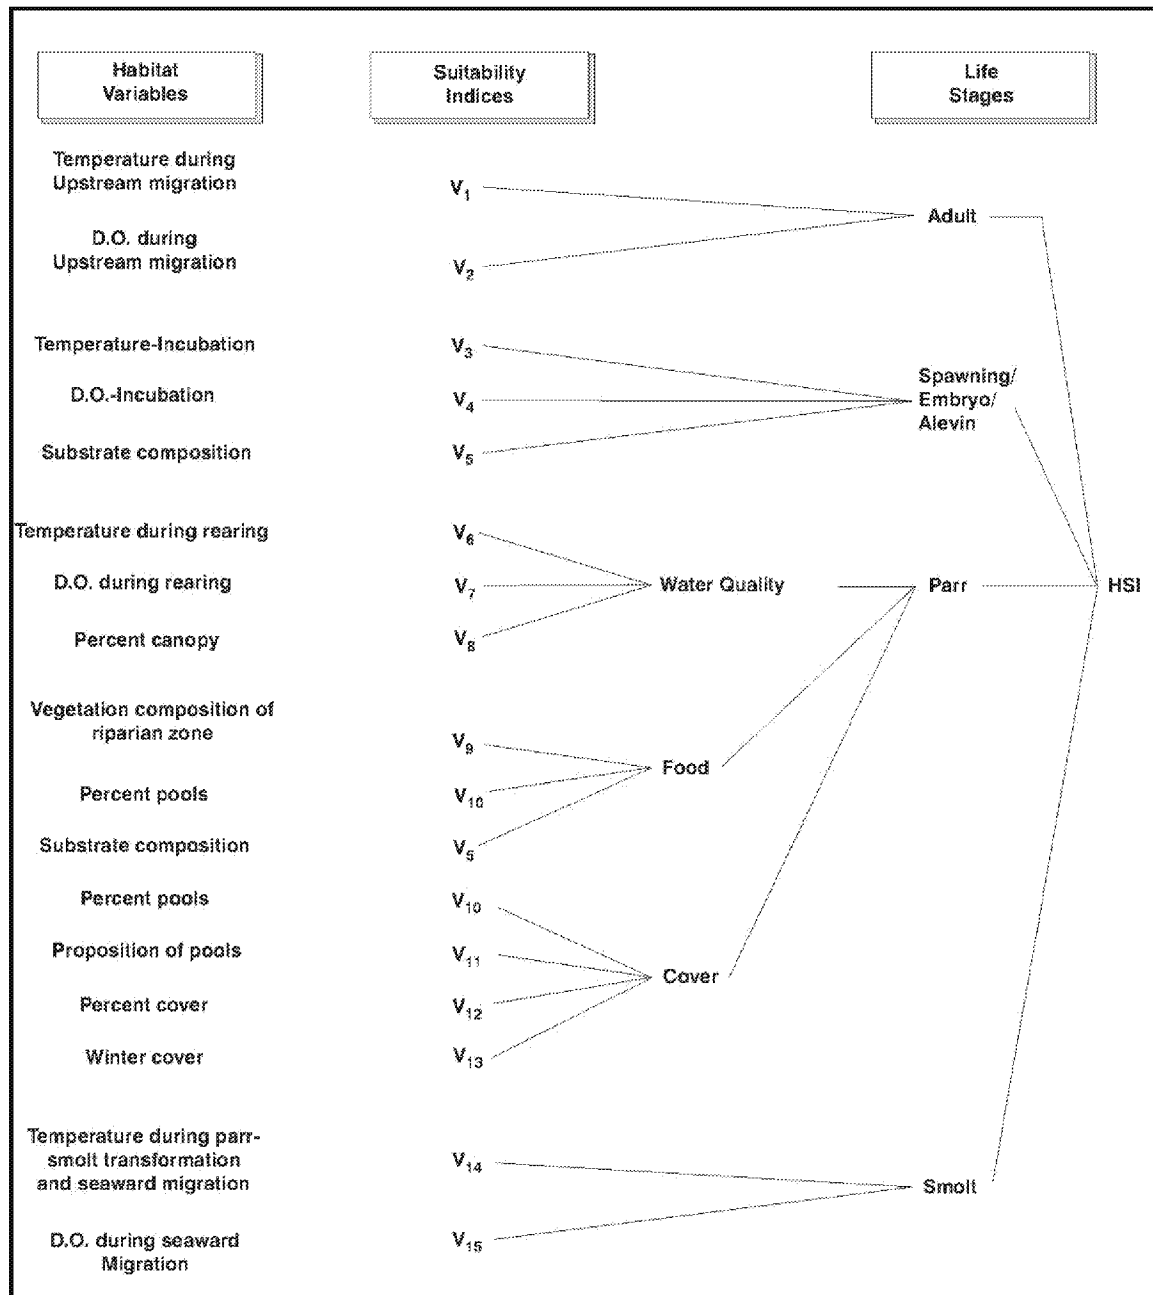 Habitat
Variables
Suitability
Indices
Life
Stages
Temperature during
Upstream migration
V1
Adult
D.O. during
Upstream migration
V2
Temperature-Incubation
V3
Spawning/
Embryo/
Alevin
D.O.-Incubation
V4
Substrate composition
V5
Temperature during rearing
V6
D.O. during rearing
V7
Water Quality
Parr
HSI
Percent canopy
V8
Vegetation composition of
riparian zone
V9
Food
Percent pools
V10
Substrate composition
V5
Percent pools
V10
Proposition of pools
V11
Cover
Percent cover
V12
Winter cover
V13
Temperature during parr-
smolt transformation
and seaward migration
V14
Smolt
D.O. during seaward
Migration
V15